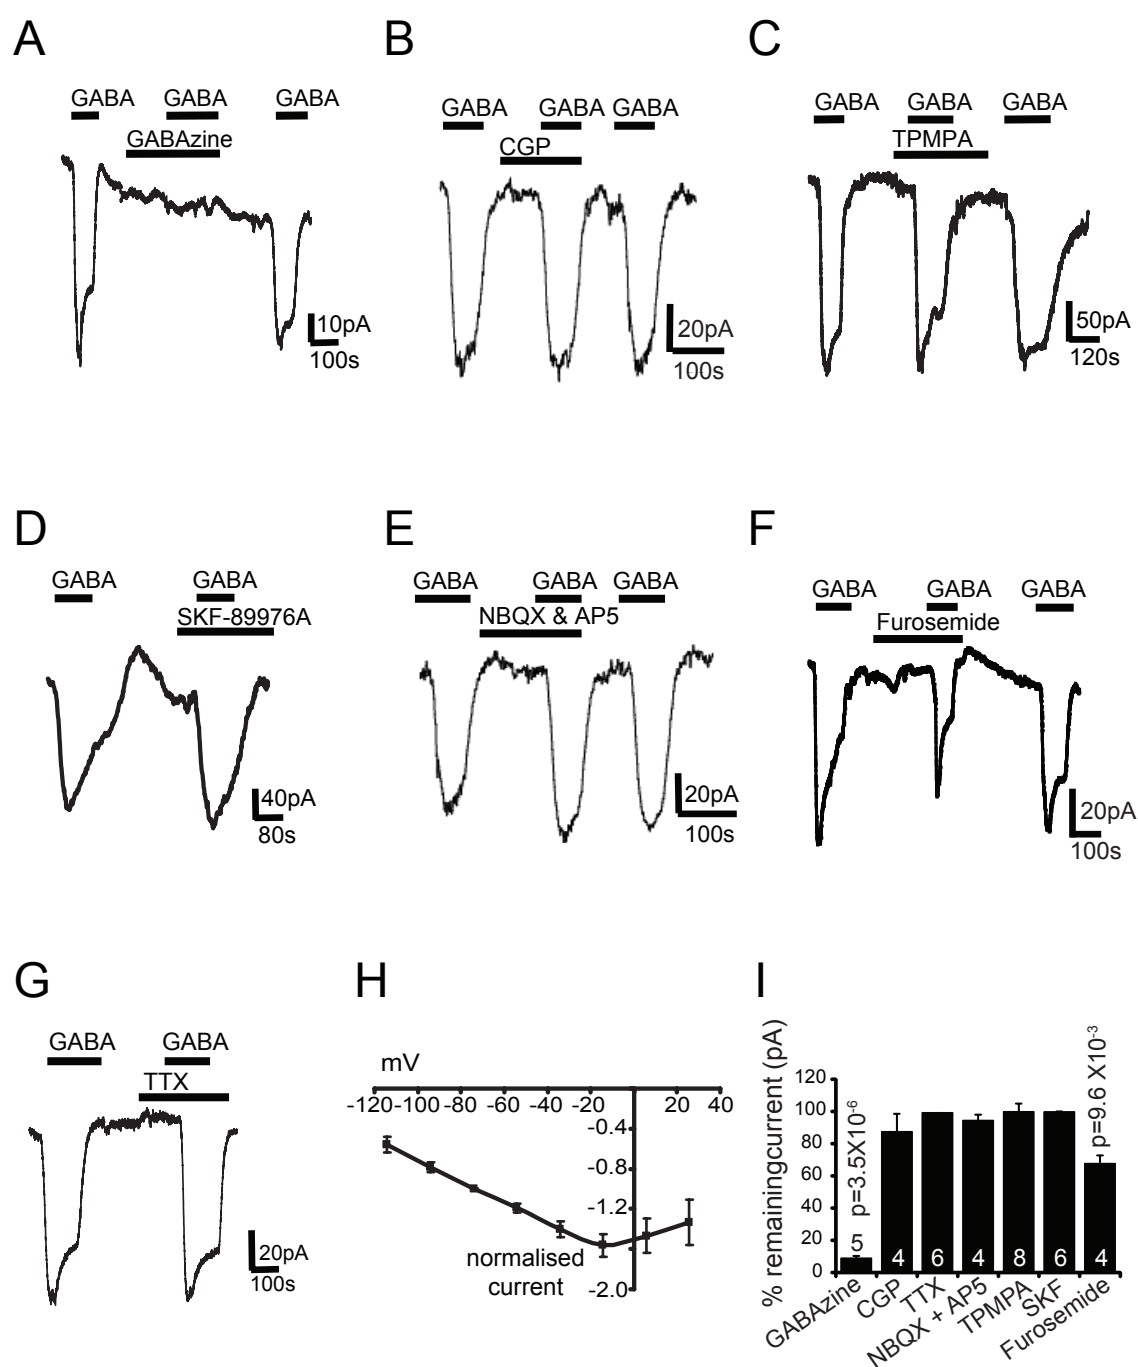 A
GABA GABA GABA
GABAzine
10pA
100s
B
GABA GABA GABA
CGP
20pA
100s
C
GABA GABA GABA
TPMPA
50pA
120s
D
GABA GABA
SKF-89976A
40pA
80s
E
GABA GABA GABA
NBQX & AP5
20pA
100s
F
GABA GABA GABA
Furosemide
20pA
100s
G
GABA GABA
TTX
20pA
100s
H
mV
-120 -100 -80 -60 -40 -20 20 40
-0.4
-0.8
-1.2
-2.0
normalised
current
I
% remainingcurrent (pA)
120
100
80
60
40
20
0
p=3.5X10-6
p=9.6 X10-3
5 4 6 4 8 6 4
GABAzine
CGP
TTX
NBQX + AP5
TPMPA
SKF
Furosemide